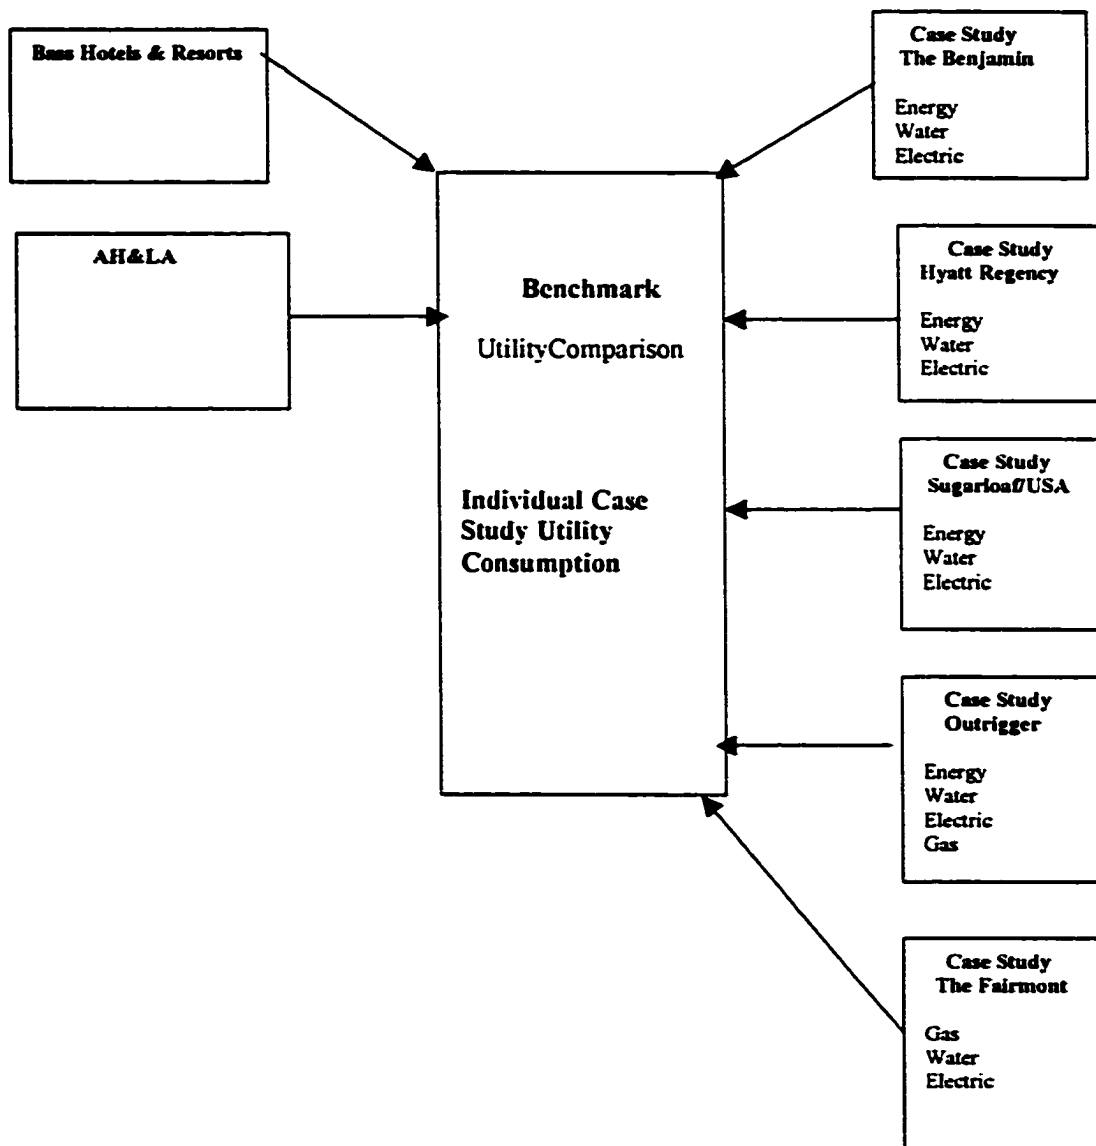 Bass Hotels & Resorts
AH&LA
Benchmark
UtilityComparison
Individual Case
Study Utility
Consumption
Case Study
The Benjamin
Energy
Water
Electric
Case Study
Hyatt Regency
Energy
Water
Electric
Case Study
Sugarloaf/USA
Energy
Water
Electric
Case Study
Outrigger
Energy
Water
Electric
Gas
Case Study
The Fairmont
Gas
Water
Electric